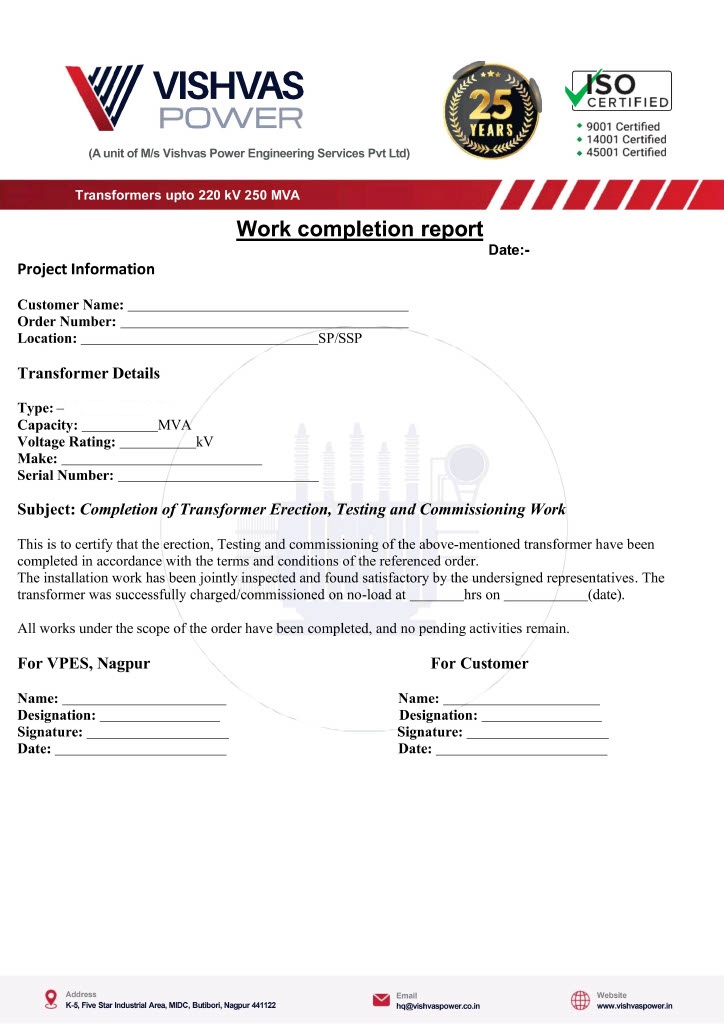 VISHVAS
POWER
(A unit of M/s Vishvas Power Engineering Services Pvt Ltd)
25
YEARS
ISO
CERTIFIED
9001 Certified
14001 Certified
45001 Certified
Transformers upto 220 kV 250 MVA
Work completion report
Date:-
Project Information
Customer Name: ______________________________________
Order Number: _______________________________________
Location: ________________________________SP/SSP
Transformer Details
Type: –
Capacity: __________MVA
Voltage Rating: __________kV
Make: ___________________________
Serial Number: ___________________________
Subject: Completion of Transformer Erection, Testing and Commissioning Work
This is to certify that the erection, Testing and commissioning of the above-mentioned transformer have been
completed in accordance with the terms and conditions of the referenced order.
The installation work has been jointly inspected and found satisfactory by the undersigned representatives. The
transformer was successfully charged/commissioned on no-load at _______hrs on ___________(date).
All works under the scope of the order have been completed, and no pending activities remain.
For VPES, Nagpur For Customer
Name: ______________________ Name: _____________________
Designation: ________________ Designation: ________________
Signature: ___________________ Signature: ___________________
Date: _______________________ Date: _______________________
Address
K-5, Five Star Industrial Area, MIDC, Butibori, Nagpur 441122
Email
hq@vishvaspower.co.in
Website
www.vishvaspower.in